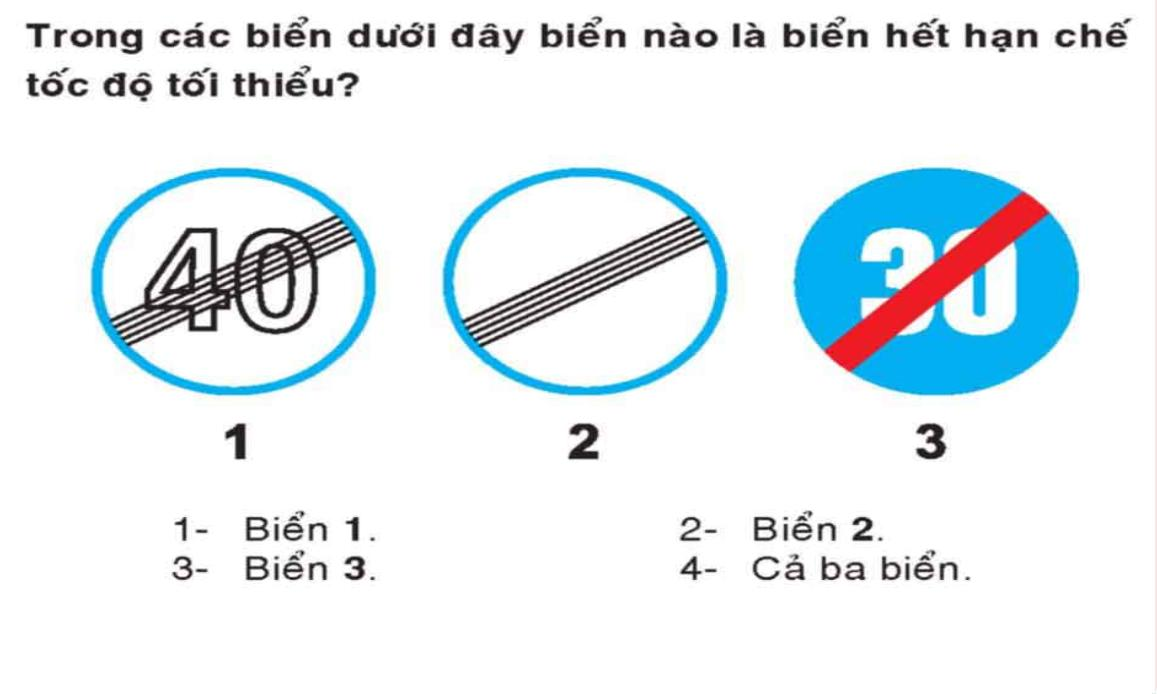 Trong các biển dưới đây biển nào là biển hết hạn chế
tốc độ tối thiểu?
40
30
1
2
3
1- Biển 1.
2- Biển 2.
3- Biển 3.
4- Cả ba biển.